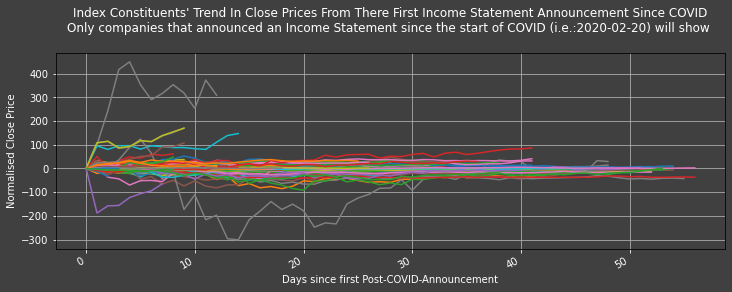 Index Constituents' Trend In Close Prices From There First Income Statement Announcement Since COVID
Only companies that announced an Income Statement since the start of COVID (i.e.:2020-02-20) will show
400
300
200
100
0
−100
−200
−300
Normalised Close Price
0 10 20 30 40 50
Days since first Post-COVID-Announcement